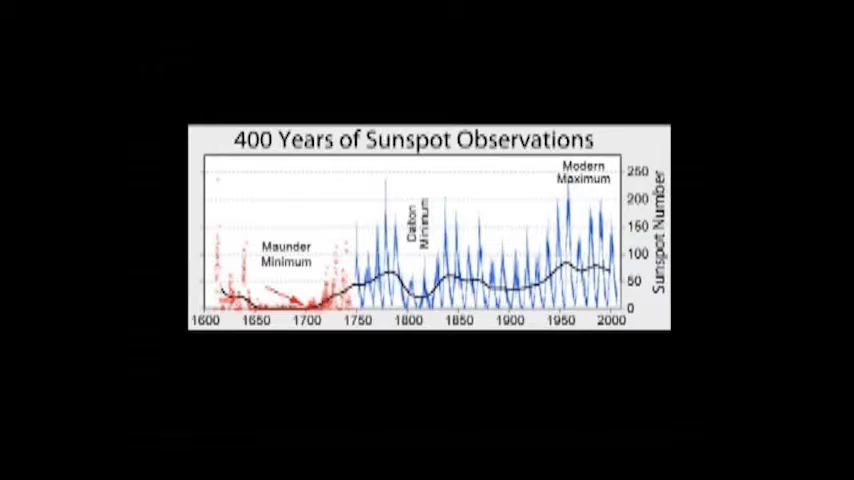 400 Years of Sunspot Observations
Modern
Maximum
Dalton
Minimum
Maunder
Minimum
250
200
150
100
50
0
Sunspot Number
1600 1650 1700 1750 1800 1850 1900 1950 2000